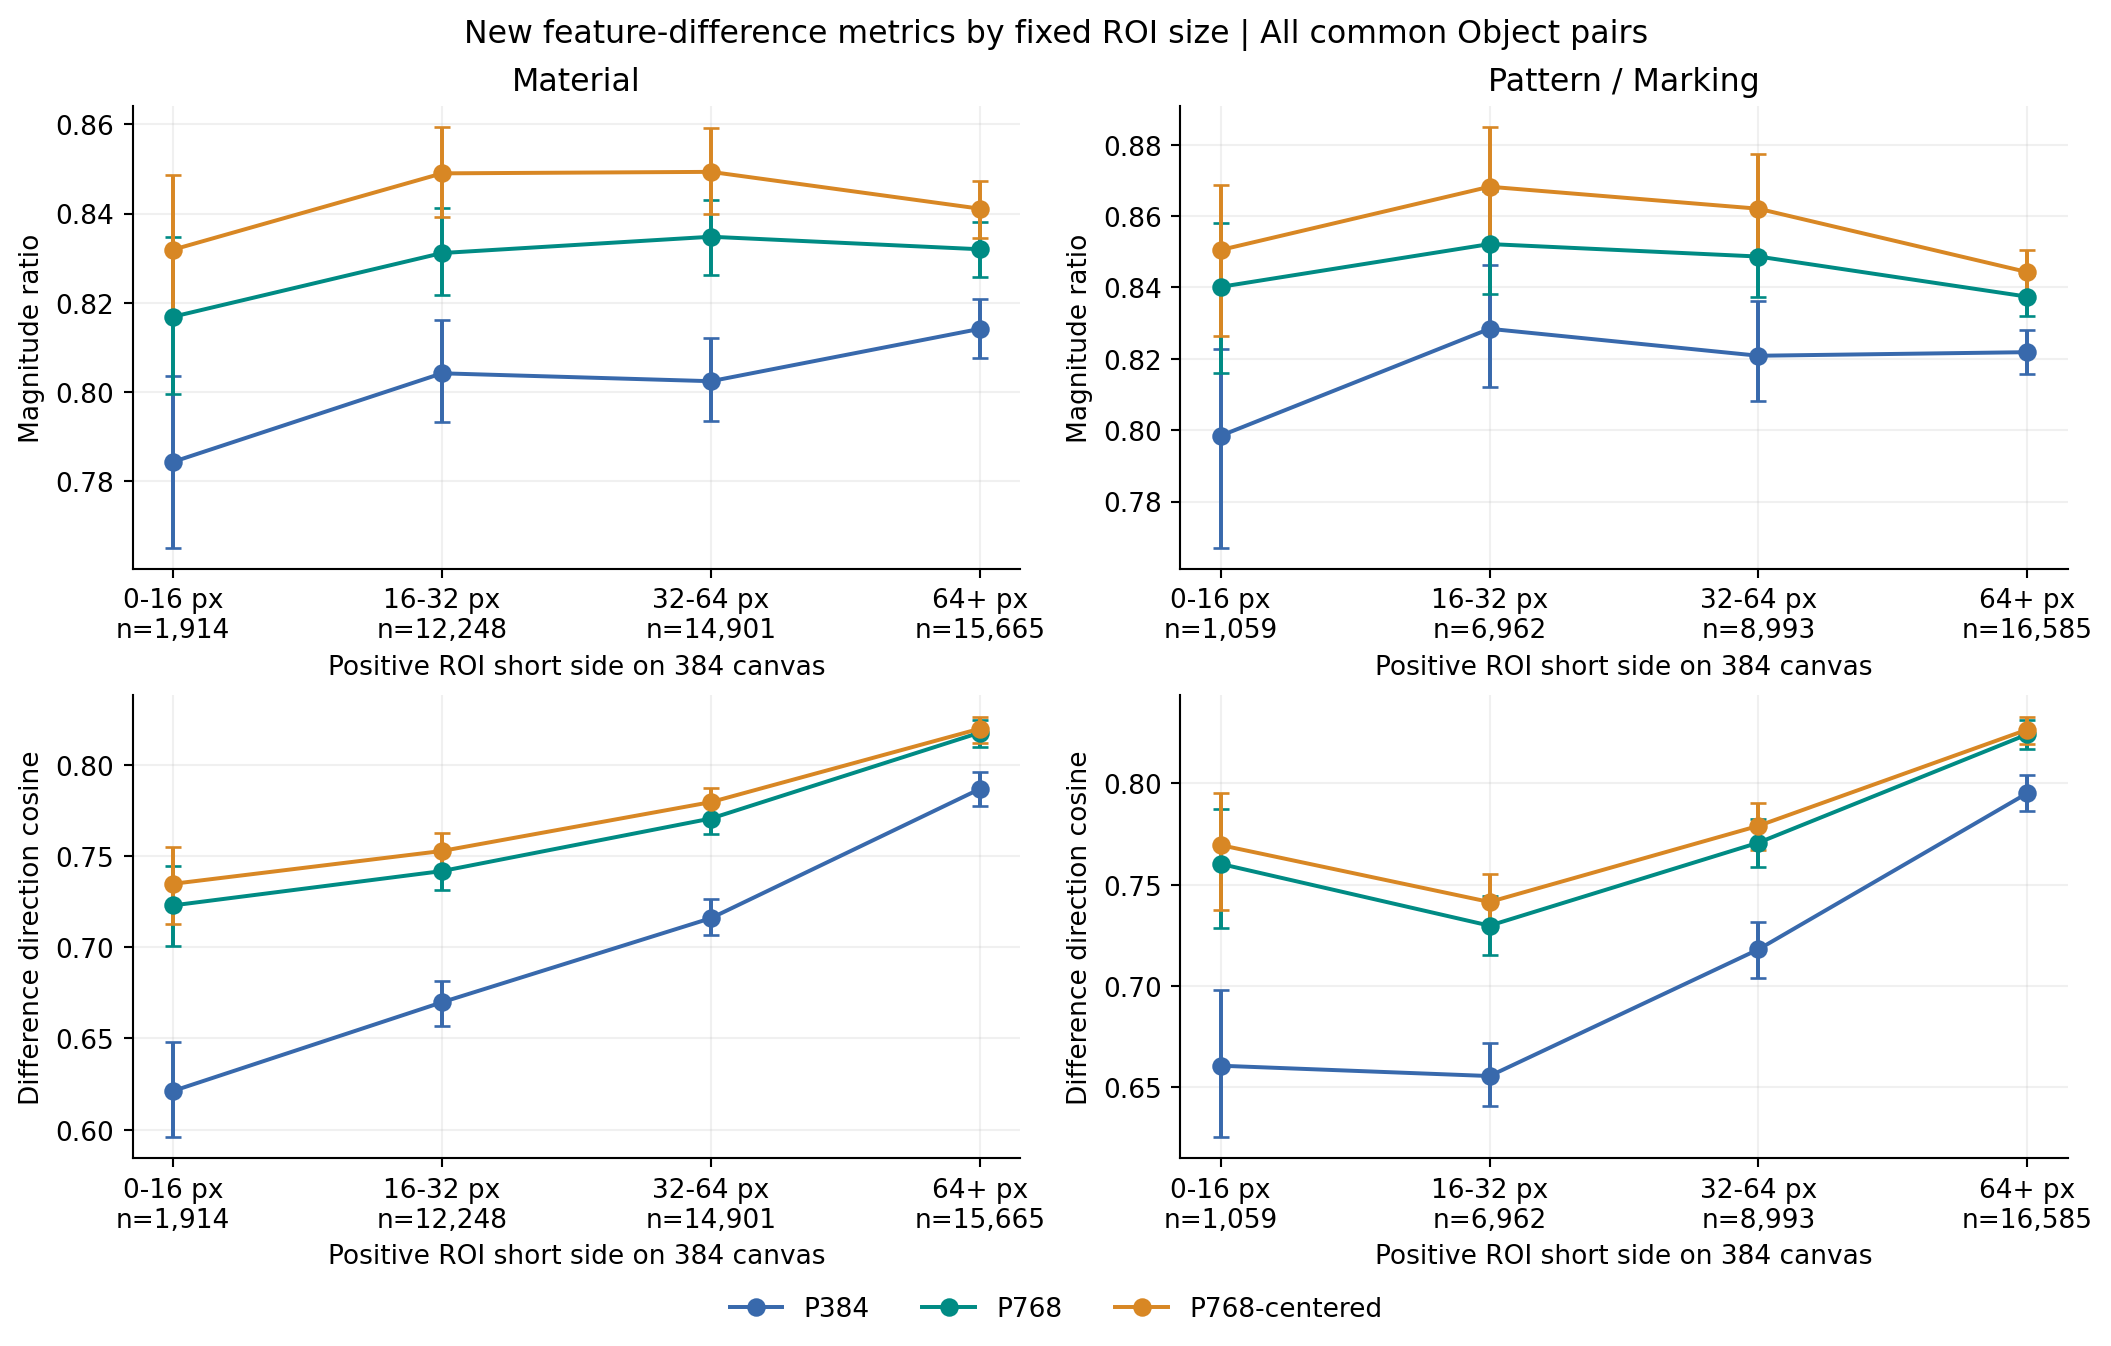 New feature-difference metrics by fixed ROI size | All common Object pairs
Material
Magnitude ratio
0.86
0.84
0.82
0.80
0.78
0-16 px
n=1,914
16-32 px
n=12,248
32-64 px
n=14,901
64+ px
n=15,665
Positive ROI short side on 384 canvas
Pattern / Marking
Magnitude ratio
0.88
0.86
0.84
0.82
0.80
0.78
0-16 px
n=1,059
16-32 px
n=6,962
32-64 px
n=8,993
64+ px
n=16,585
Positive ROI short side on 384 canvas
Difference direction cosine
0.80
0.75
0.70
0.65
0.60
0-16 px
n=1,914
16-32 px
n=12,248
32-64 px
n=14,901
64+ px
n=15,665
Positive ROI short side on 384 canvas
Difference direction cosine
0.80
0.75
0.70
0.65
0-16 px
n=1,059
16-32 px
n=6,962
32-64 px
n=8,993
64+ px
n=16,585
Positive ROI short side on 384 canvas
P384
P768
P768-centered